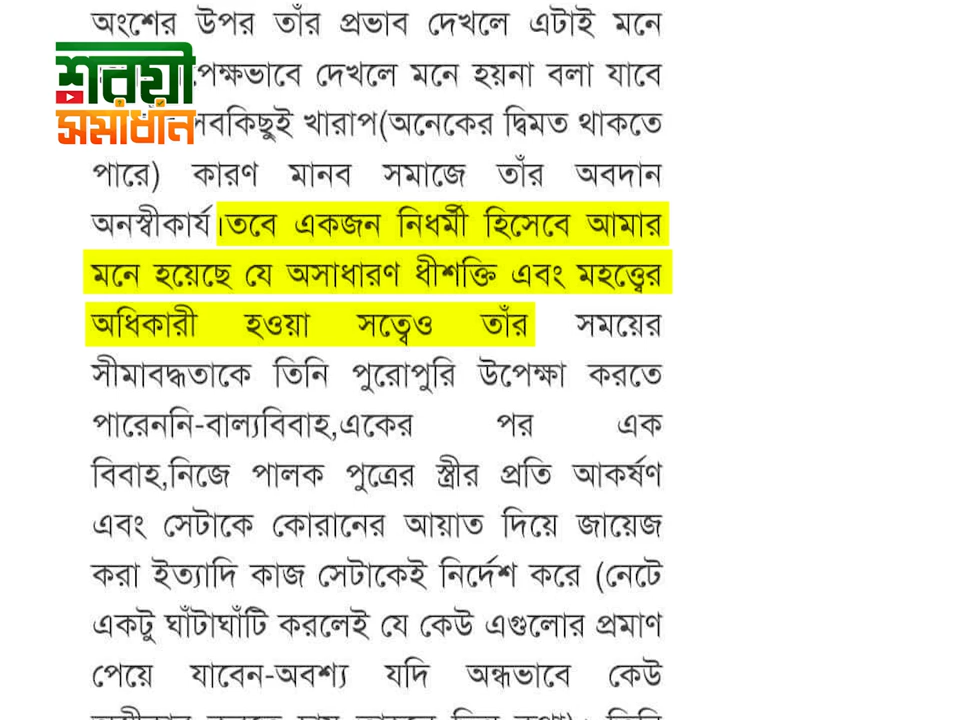 অংশের উপর তাঁর প্রভাব দেখলে এটাই মনে
শরয়ী
পেক্ষভাবে দেখলে মনে হয়না বলা যাবে
সমাধান
সবকিছুই খারাপ(অনেকের দ্বিমত থাকতে
পারে) কারণ মানব সমাজে তাঁর অবদান
অনস্বীকার্য।তবে একজন নিধর্মী হিসেবে আমার
মনে হয়েছে যে অসাধারণ ধীশক্তি এবং মহত্ত্বের
অধিকারী হওয়া সত্বেও তাঁর সময়ের
সীমাবদ্ধতাকে তিনি পুরোপুরি উপেক্ষা করতে
পারেননি-বাল্যবিবাহ,একের পর এক
বিবাহ,নিজে পালক পুত্রের স্ত্রীর প্রতি আকর্ষণ
এবং সেটাকে কোরানের আয়াত দিয়ে জায়েজ
করা ইত্যাদি কাজ সেটাকেই নির্দেশ করে (নেটে
একটু ঘাঁটাঘাঁটি করলেই যে কেউ এগুলোর প্রমাণ
পেয়ে যাবেন-অবশ্য যদি অন্ধভাবে কেউ